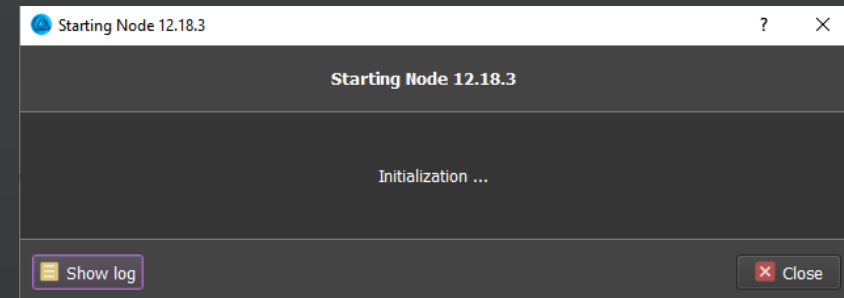 Starting Node 12.18.3
?
Starting Node 12.18.3
Initialization ...
Show log
Close